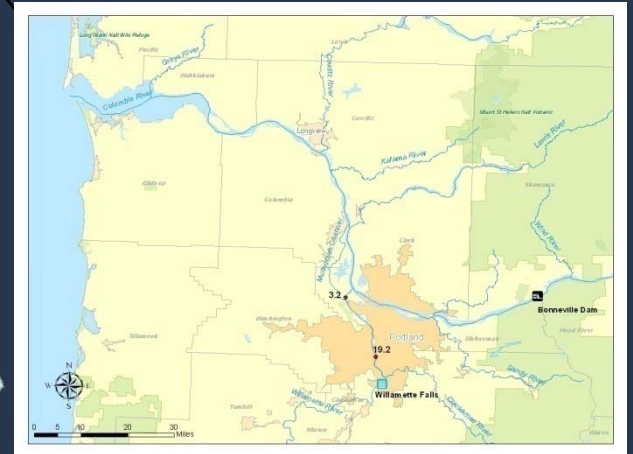 Pacific
Lewis
Grays River
Wahkiakum
Cowlitz River
Columbia River
Cowlitz
Mount St Helens Natl Volcanic
Longview
Kalama River
Lewis River
Skamania
Clatsop
Columbia
Wind River
Multnomah Channel
Clark
3.2
Bonneville Dam
Washington
Tillamook
Portland
Multnomah
Hood River
19.2
Sandy River
N
W E
S
Willamette Falls
Willamette River
Clackamas River
Yamhill
Marion
0 5 10 20 30
Miles